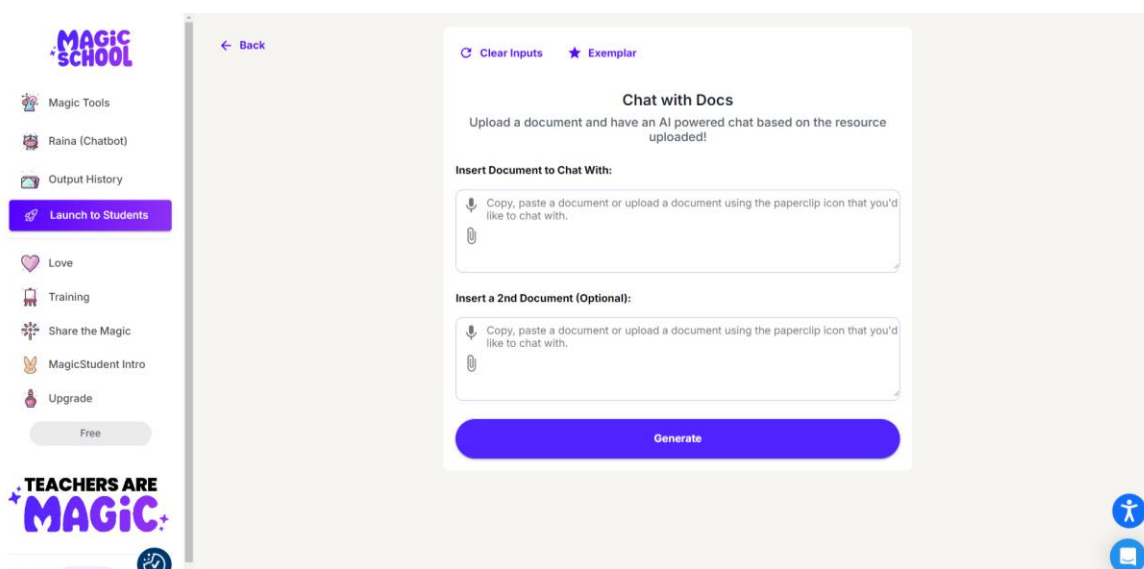 MAGiC
SCHOOL
Magic Tools
Raina (Chatbot)
Output History
Launch to Students
Love
Training
Share the Magic
MagicStudent Intro
Upgrade
Free
TEACHERS ARE
MAGiC
← Back
Clear Inputs ★ Exemplar
Chat with Docs
Upload a document and have an AI powered chat based on the resource
uploaded!
Insert Document to Chat With:
Copy, paste a document or upload a document using the paperclip icon that you'd
like to chat with.
Insert a 2nd Document (Optional):
Copy, paste a document or upload a document using the paperclip icon that you'd
like to chat with.
Generate